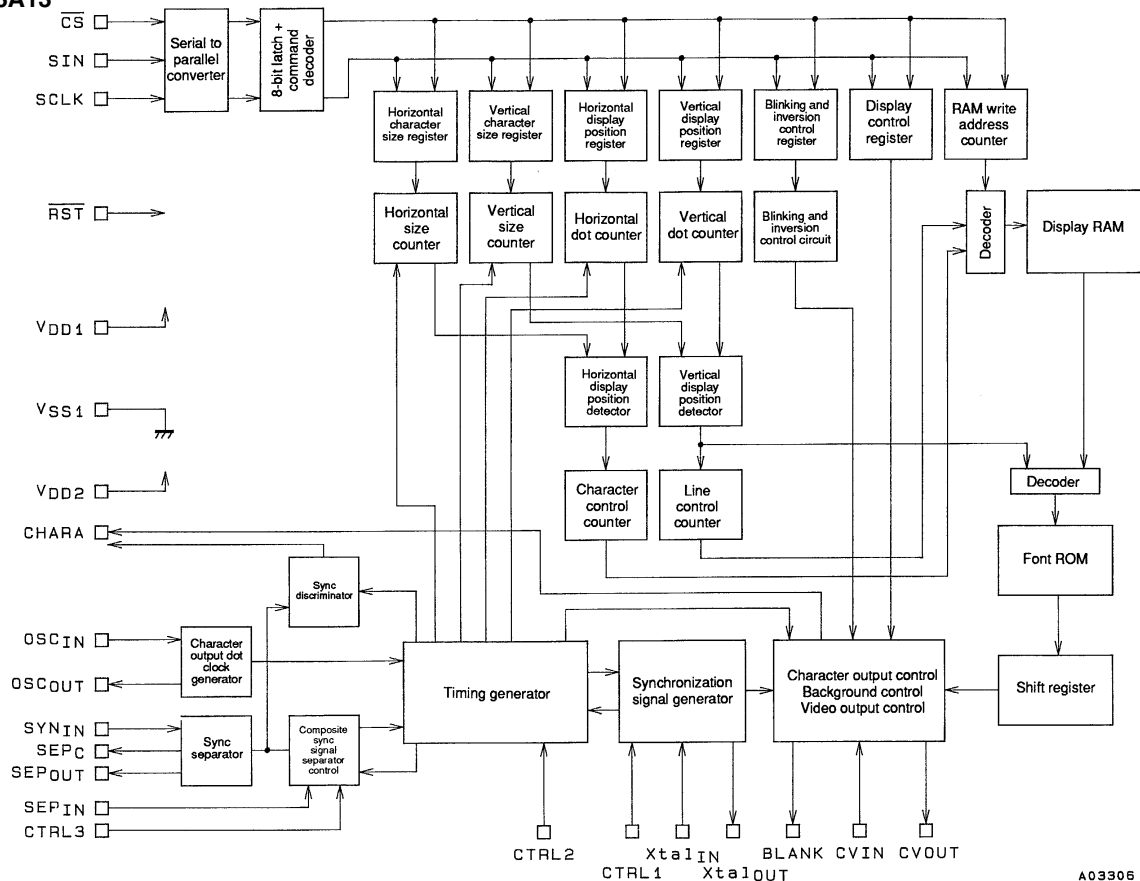 CS
SIN
SCLK
Serial to
parallel
converter
8-bit latch +
command
decoder
Horizontal
character
size register
Vertical
character
size register
Horizontal
display
position
register
Vertical
display
position
register
Blinking and
inversion
control
register
Display
control
register
RAM write
address
counter
RST
Horizontal
size
counter
Vertical
size
counter
Horizontal
dot counter
Vertical
dot counter
Blinking and
inversion
control circuit
Decoder
Display RAM
VDD1
VSS1
VDD2
Horizontal
display
position
detector
Vertical
display
position
detector
Character
control
counter
Line
control
counter
Decoder
Font ROM
CHARA
Sync
discriminator
OSCIN
OSCOUT
Character
output dot
clock
generator
Timing generator
Synchronization
signal generator
Character output control
Background control
Video output control
Shift register
SYNIN
SEPC
SEPOUT
Sync
separator
Composite
sync
signal
separator
control
SEPIN
CTRL3
CTRL2
CTRL1
XtalIN
XtalOUT
BLANK
CVIN
CVOUT
A03306